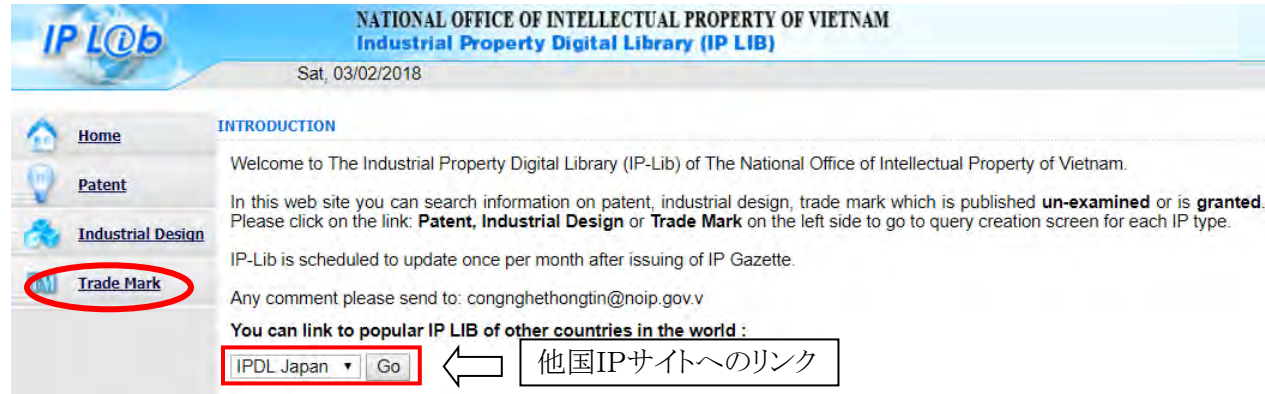 IP L@b
NATIONAL OFFICE OF INTELLECTUAL PROPERTY OF VIETNAM
Industrial Property Digital Library (IP LIB)
Sat, 03/02/2018
Home
Patent
Industrial Design
Trade Mark
INTRODUCTION
Welcome to The Industrial Property Digital Library (IP-Lib) of The National Office of Intellectual Property of Vietnam.
In this web site you can search information on patent, industrial design, trade mark which is published un-examined or is granted.
Please click on the link: Patent, Industrial Design or Trade Mark on the left side to go to query creation screen for each IP type.
IP-Lib is scheduled to update once per month after issuing of IP Gazette.
Any comment please send to: congnghethongtin@noip.gov.v
You can link to popular IP LIB of other countries in the world :
IPDL Japan ▼ Go
他国IPサイトへのリンク